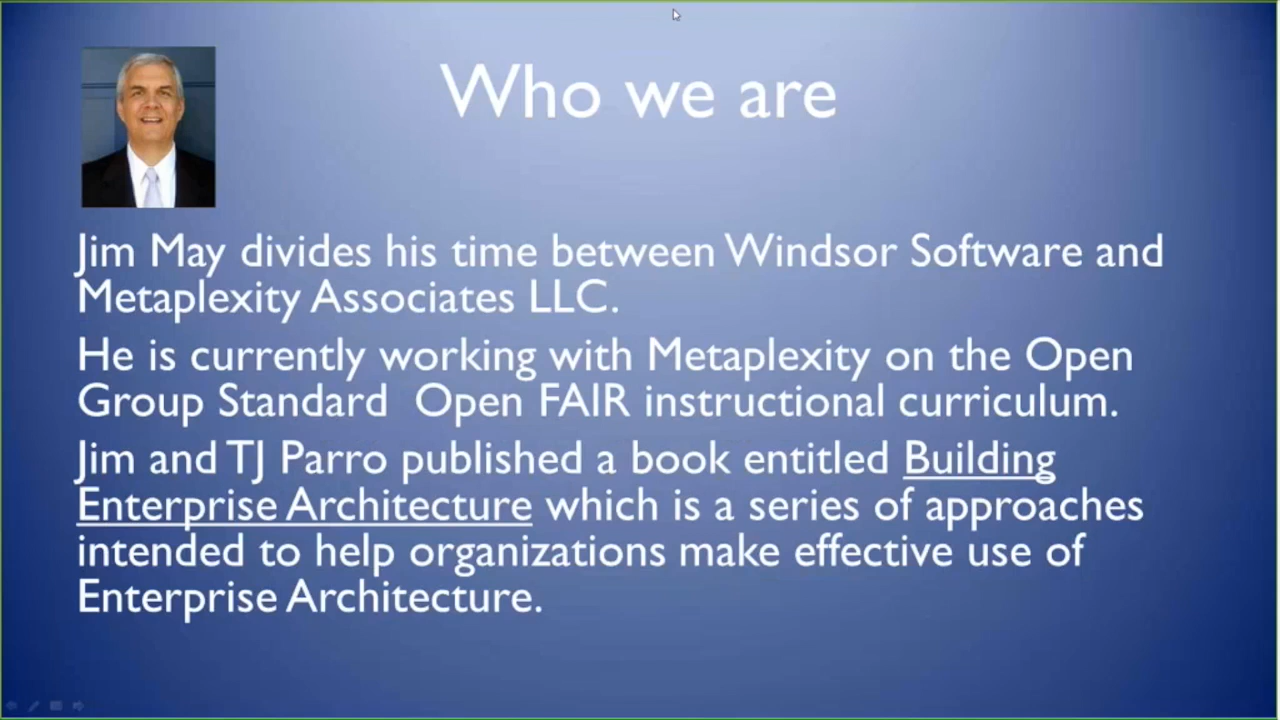 Who we are
Jim May divides his time between Windsor Software and
Metaplexity Associates LLC.
He is currently working with Metaplexity on the Open
Group Standard  Open FAIR instructional curriculum.
Jim and TJ Parro published a book entitled Building
Enterprise Architecture which is a series of approaches
intended to help organizations make effective use of
Enterprise Architecture.